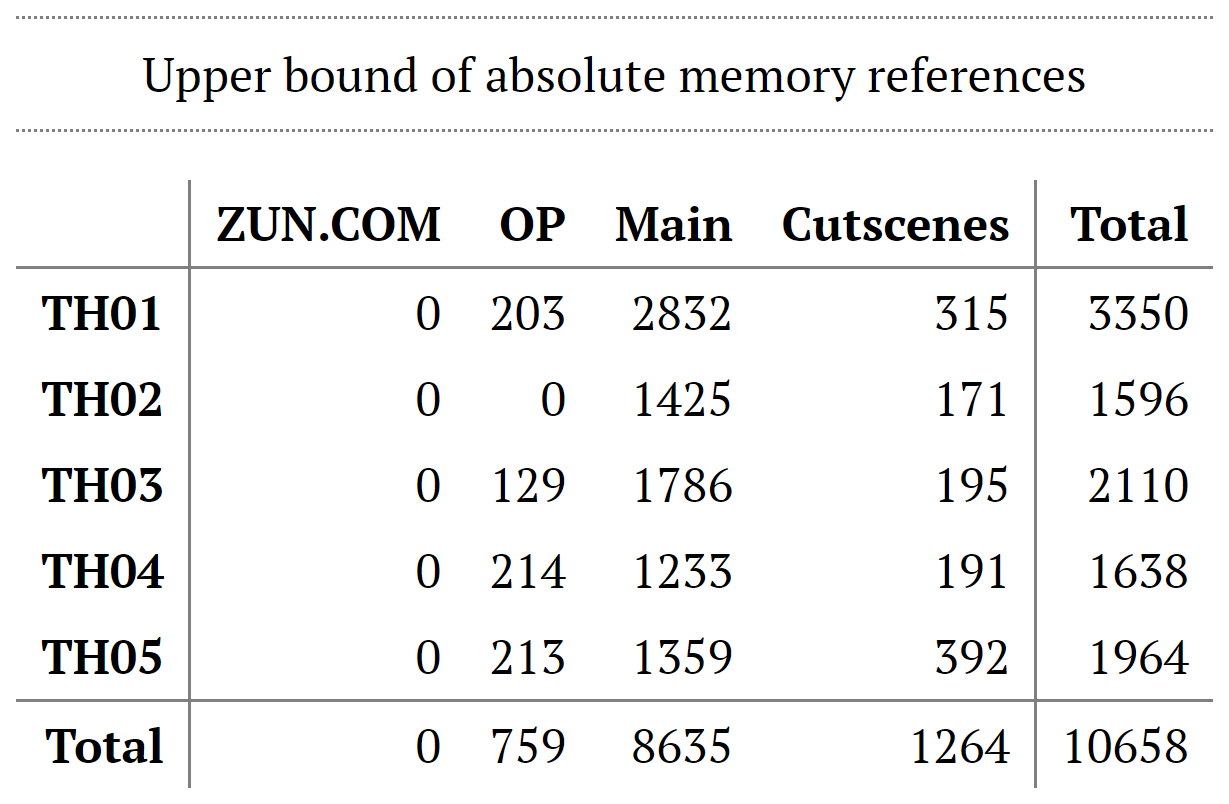 Upper bound of absolute memory references
ZUN.COM OP Main Cutscenes Total
TH01 0 203 2832 315 3350
TH02 0 0 1425 171 1596
TH03 0 129 1786 195 2110
TH04 0 214 1233 191 1638
TH05 0 213 1359 392 1964
Total 0 759 8635 1264 10658